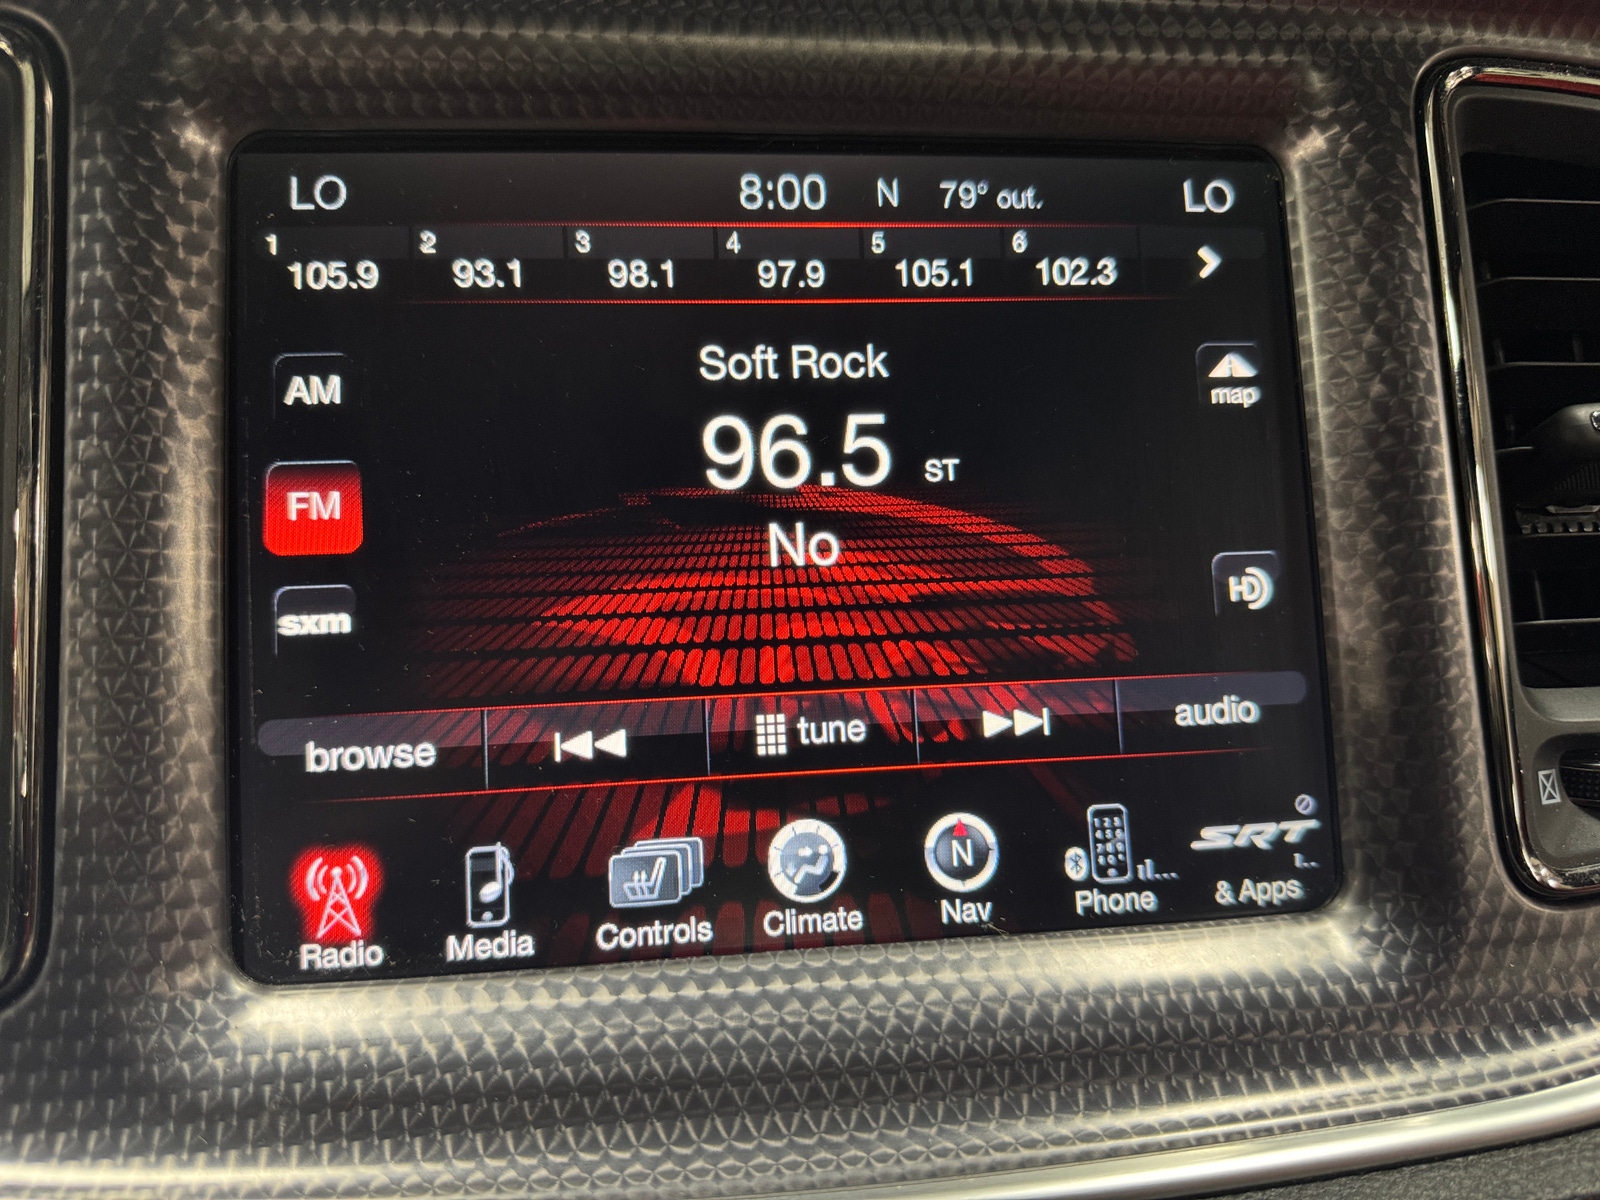 LO 8:00 N 79° out. LO
1 2 3 4 5 6
105.9 93.1 98.1 97.9 105.1 102.3
Soft Rock
AM
map
96.5 ST
FM
No
HD
sxm
browse tune audio
SRT
N
Radio Media Controls Climate Nav Phone & Apps